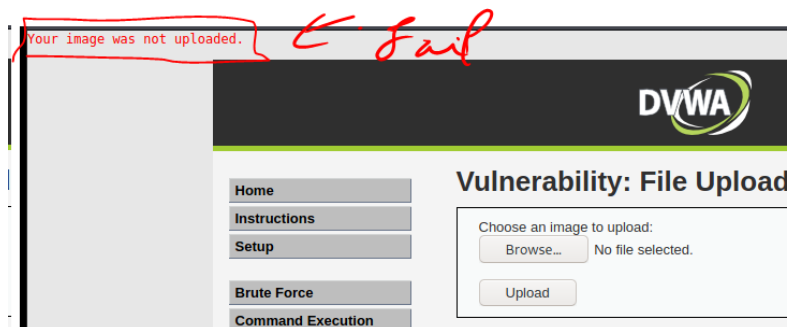 Your image was not uploaded. ← fail
DVWA
Home
Instructions
Setup
Brute Force
Command Execution
Vulnerability: File Upload
Choose an image to upload:
Browse... No file selected.
Upload